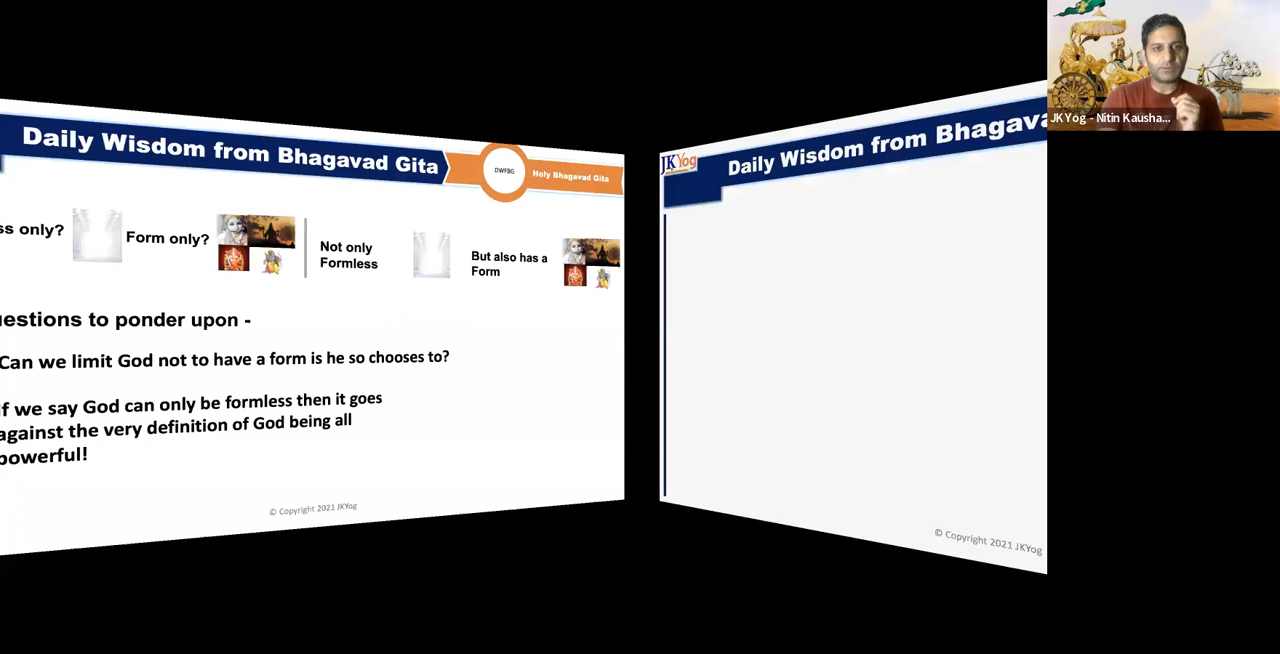 Daily Wisdom from Bhagavad Gita
DWFBG
Holy Bhagavad Gita
only?
Form only?
Not only
Formless
But also has a
Form
to ponder upon -
Can we limit God not to have a form is he so chooses to?
If we say God can only be formless then it goes
against the very definition of God being all
powerful!
© Copyright 2021 JKYog
JKYog
Daily Wisdom from
© Copyright 2021 JKYog
JKYog - Nitin Kausha...